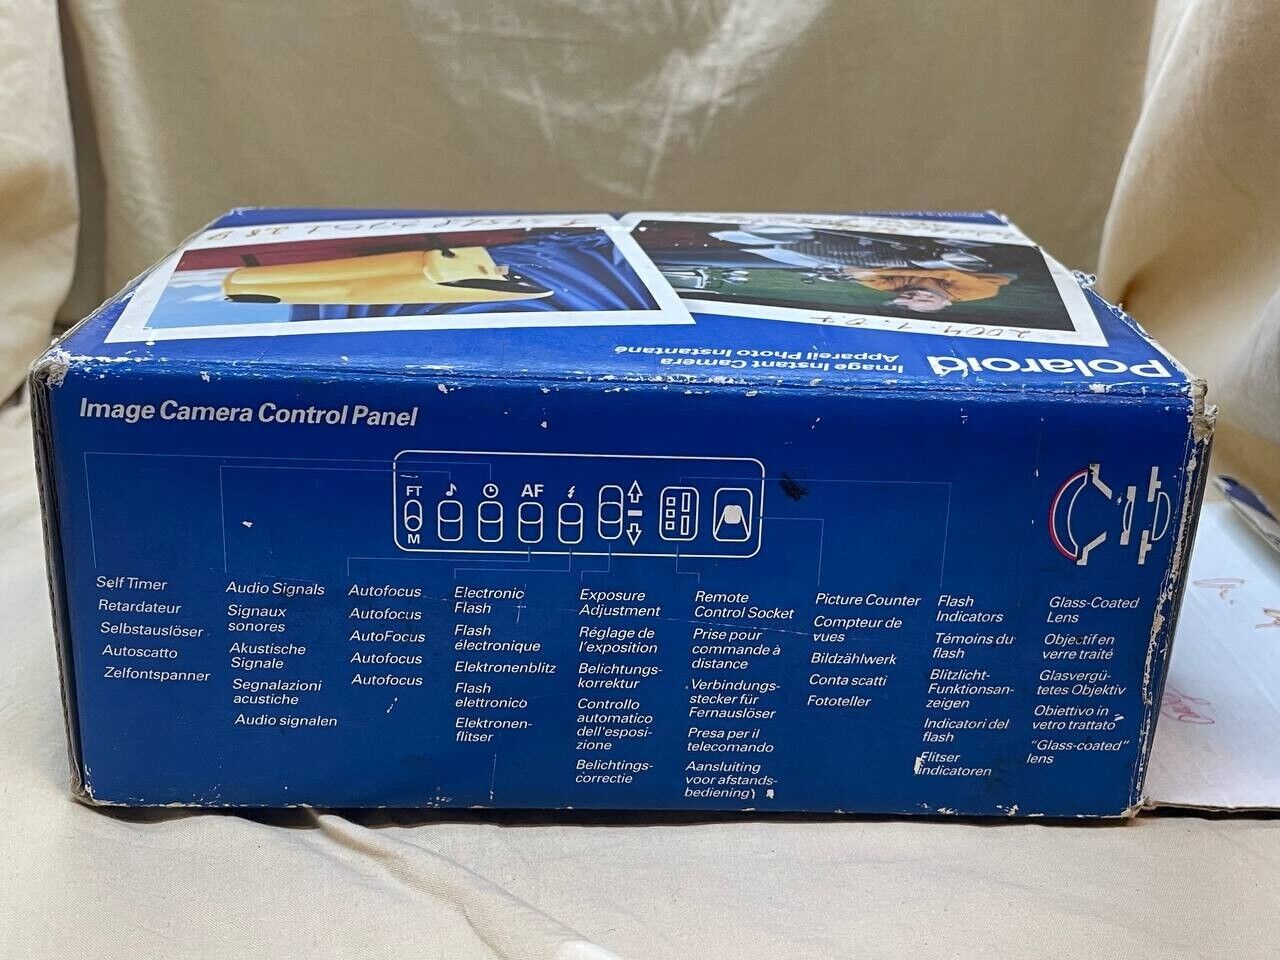 2004.1.07
Polaroid
Image Instant Camera
Appareil Photo Instantané
Image Camera Control Panel
FT
M
AF
Self Timer
Retardateur
Selbstauslöser
Autoscatto
Zelfontspanner
Audio Signals
Signaux
sonores
Akustische
Signale
Segnalazioni
acustiche
Audio signalen
Autofocus
Autofocus
AutoFocus
Autofocus
Autofocus
Electronic
Flash
Flash
électronique
Elektronenblitz
Flash
elettronico
Elektronen-
flitser
Exposure
Adjustment
Réglage de
l'exposition
Belichtungs-
korrektur
Controllo
automatico
dell'esposi-
zione
Belichtings-
correctie
Remote
Control Socket
Prise pour
commande à
distance
Verbindungs-
stecker für
Fernauslöser
Presa per il
telecomando
Aansluiting
voor afstands-
bediening
Picture Counter
Compteur de
vues
Bildzählwerk
Conta scatti
Fototeller
Flash
Indicators
Témoins du
flash
Blitzlicht-
Funktionsan-
zeigen
Indicatori del
flash
Flitser
indicatoren
Glass-Coated
Lens
Objectif en
verre traité
Glasvergü-
tetes Objektiv
Obiettivo in
vetro trattato
"Glass-coated"
lens